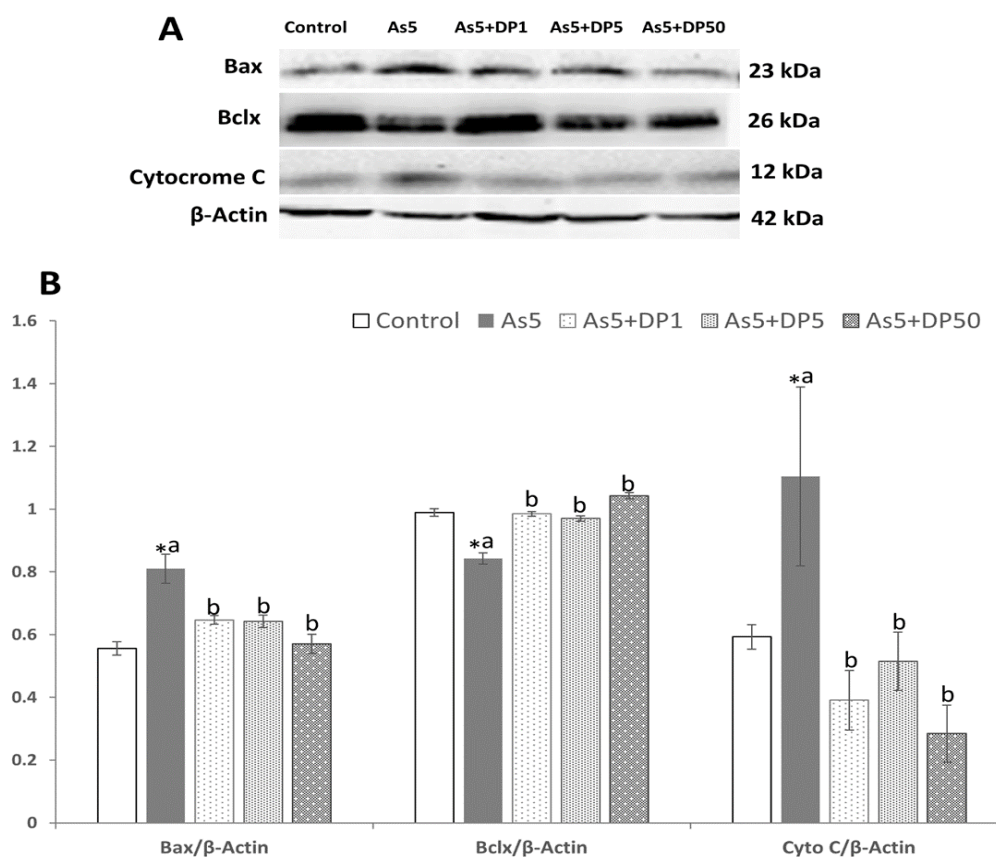 A
Control As5 As5+DP1 As5+DP5 As5+DP50
Bax 23 kDa
Bclx 26 kDa
Cytocrome C 12 kDa
β-Actin 42 kDa
B
Control As5 As5+DP1 As5+DP5 As5+DP50
1.6
1.4
1.2
1
0.8
0.6
0.4
0.2
0
*a b b b
*a b b b
*a b b b
Bax/β-Actin Bclx/β-Actin Cyto C/β-Actin